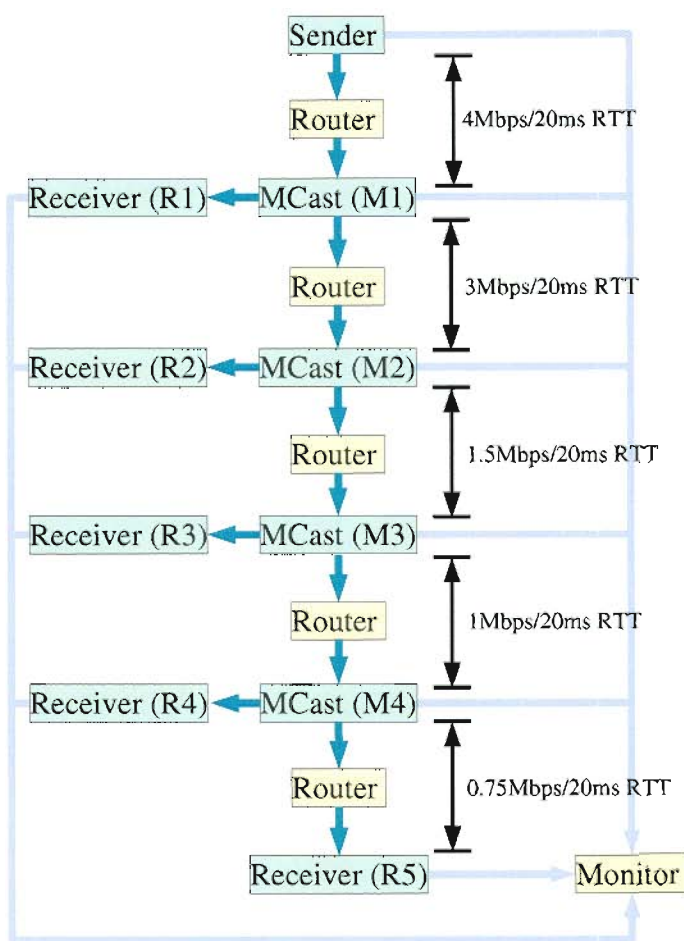 Sender
4Mbps/20ms RTT
Router
Receiver (R1)
MCast (M1)
3Mbps/20ms RTT
Router
Receiver (R2)
MCast (M2)
1.5Mbps/20ms RTT
Router
Receiver (R3)
MCast (M3)
1Mbps/20ms RTT
Router
Receiver (R4)
MCast (M4)
0.75Mbps/20ms RTT
Router
Receiver (R5)
Monitor